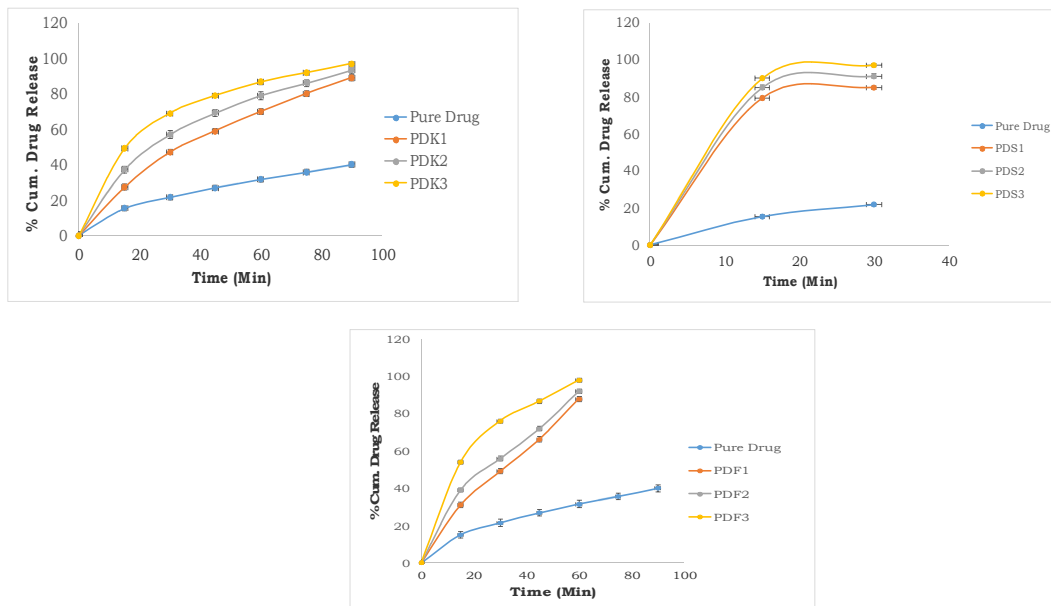 120
100
80
60
40
20
0
% Cum. Drug Release
0 20 40 60 80 100
Time (Min)
Pure Drug
PDK1
PDK2
PDK3
120
100
80
60
40
20
0
% Cum. Drug Release
0 10 20 30 40
Time (Min)
Pure Drug
PDS1
PDS2
PDS3
120
100
80
60
40
20
0
%Cum. Drug Release
0 20 40 60 80 100
Time (Min)
Pure Drug
PDF1
PDF2
PDF3